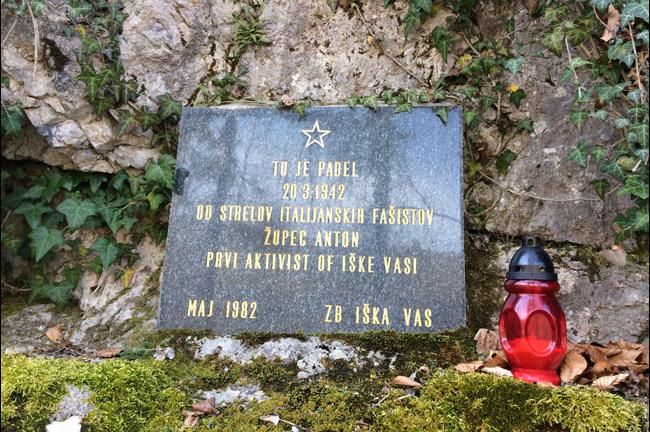 TU JE PADEL
20 3.1942
OD STRELOV ITALIJANSKIH FAŠISTOV
ŽUPEC ANTON
PRVI AKTIVIST OF IŠKE VASI
MAJ 1982 ZB IŠKA VAS